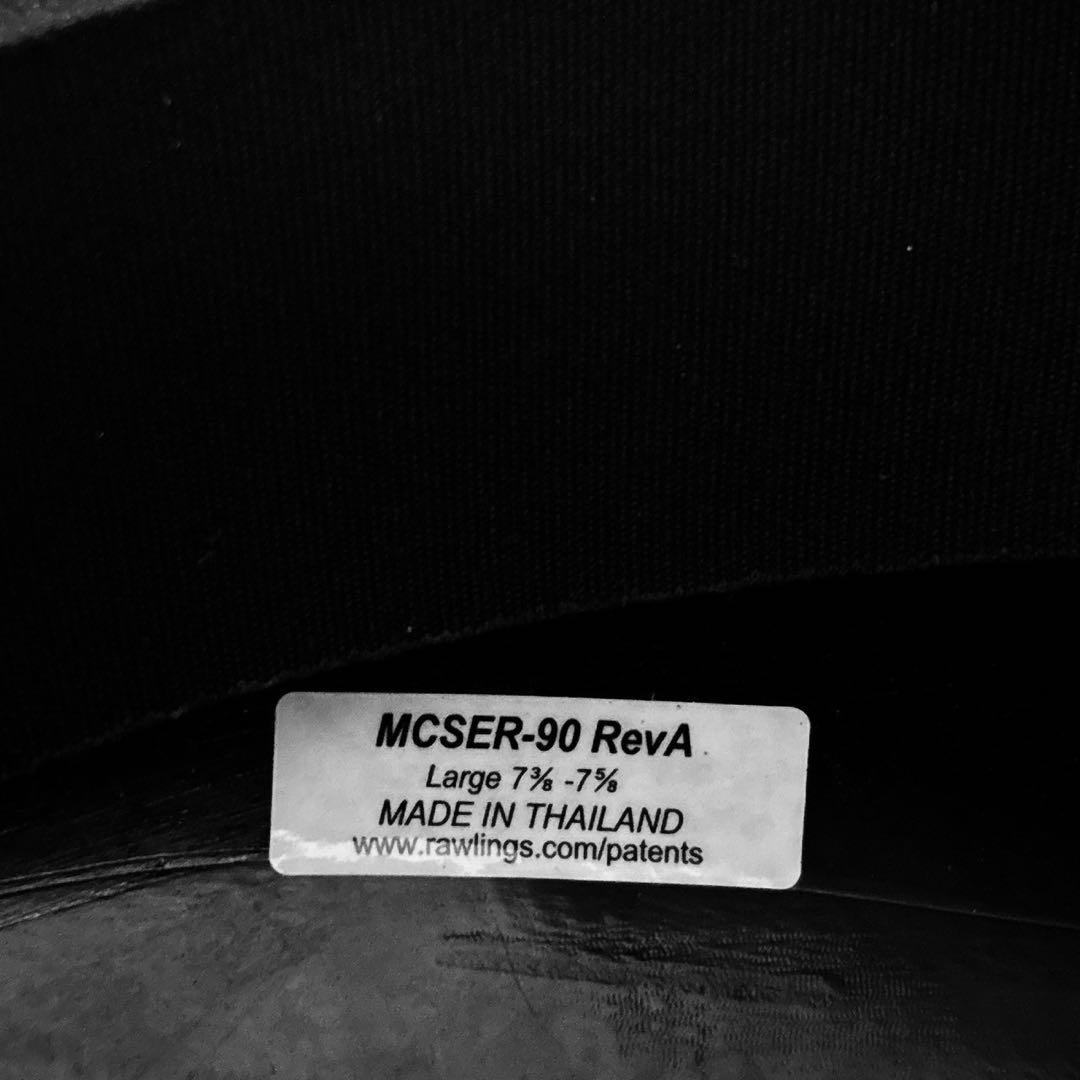 MCSER-90 RevA
Large 7⅜ -7⅝
MADE IN THAILAND
www.rawlings.com/patents